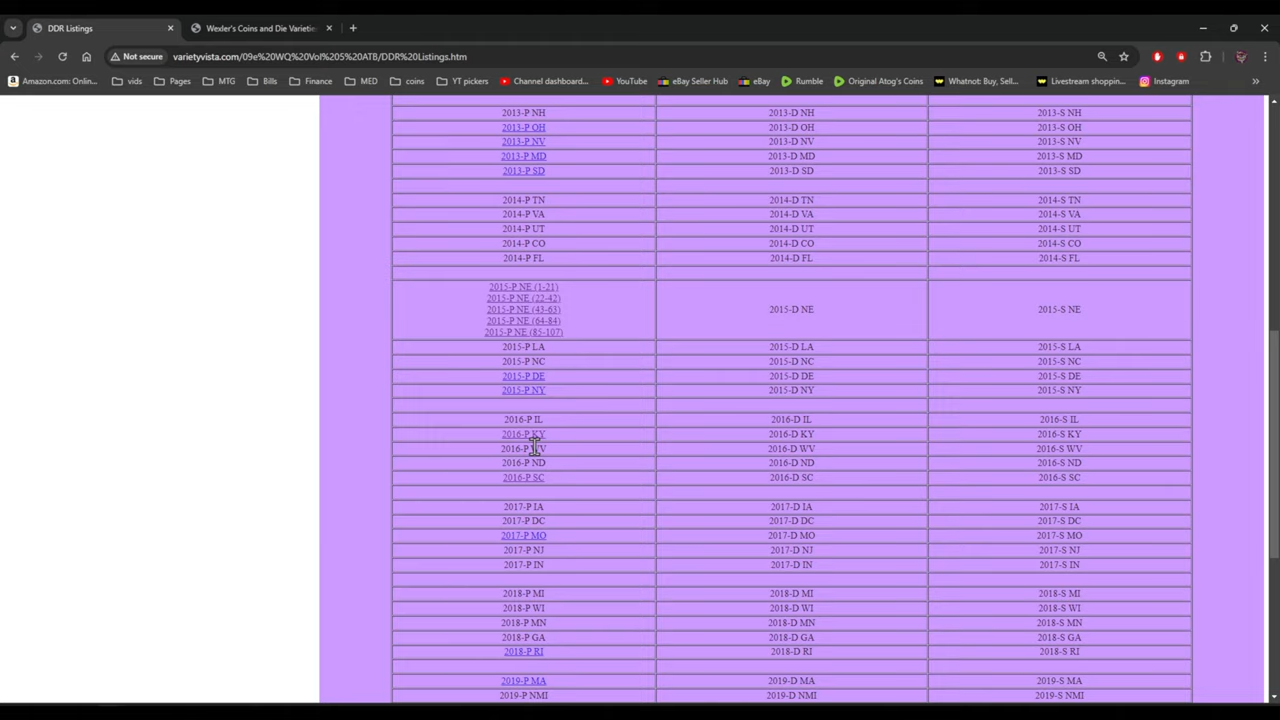 DDR Listings
Wexler's Coins and Die Varietie
Not secure
varietyvista.com/09e%20WQ%20Vol%205%20ATB/DDR%20Listings.htm
Amazon.com: Onlin... vids Pages MTG Bills Finance MED coins YT pickers Channel dashboard... YouTube eBay Seller Hub eBay Rumble Original Atog's Coins Whatnot: Buy, Sell,... Livestream shoppin... Instagram
2013-P NH 2013-D NH 2013-S NH
2013-P OH 2013-D OH 2013-S OH
2013-P NV 2013-D NV 2013-S NV
2013-P MD 2013-D MD 2013-S MD
2013-P SD 2013-D SD 2013-S SD
2014-P TN 2014-D TN 2014-S TN
2014-P VA 2014-D VA 2014-S VA
2014-P UT 2014-D UT 2014-S UT
2014-P CO 2014-D CO 2014-S CO
2014-P FL 2014-D FL 2014-S FL
2015-P NE (1-21)
2015-P NE (22-42)
2015-P NE (43-63) 2015-D NE 2015-S NE
2015-P NE (64-84)
2015-P NE (85-107)
2015-P LA 2015-D LA 2015-S LA
2015-P NC 2015-D NC 2015-S NC
2015-P DE 2015-D DE 2015-S DE
2015-P NY 2015-D NY 2015-S NY
2016-P IL 2016-D IL 2016-S IL
2016-P KY 2016-D KY 2016-S KY
2016-P WV 2016-D WV 2016-S WV
2016-P ND 2016-D ND 2016-S ND
2016-P SC 2016-D SC 2016-S SC
2017-P IA 2017-D IA 2017-S IA
2017-P DC 2017-D DC 2017-S DC
2017-P MO 2017-D MO 2017-S MO
2017-P NJ 2017-D NJ 2017-S NJ
2017-P IN 2017-D IN 2017-S IN
2018-P MI 2018-D MI 2018-S MI
2018-P WI 2018-D WI 2018-S WI
2018-P MN 2018-D MN 2018-S MN
2018-P GA 2018-D GA 2018-S GA
2018-P RI 2018-D RI 2018-S RI
2019-P MA 2019-D MA 2019-S MA
2019-P NMI 2019-D NMI 2019-S NMI